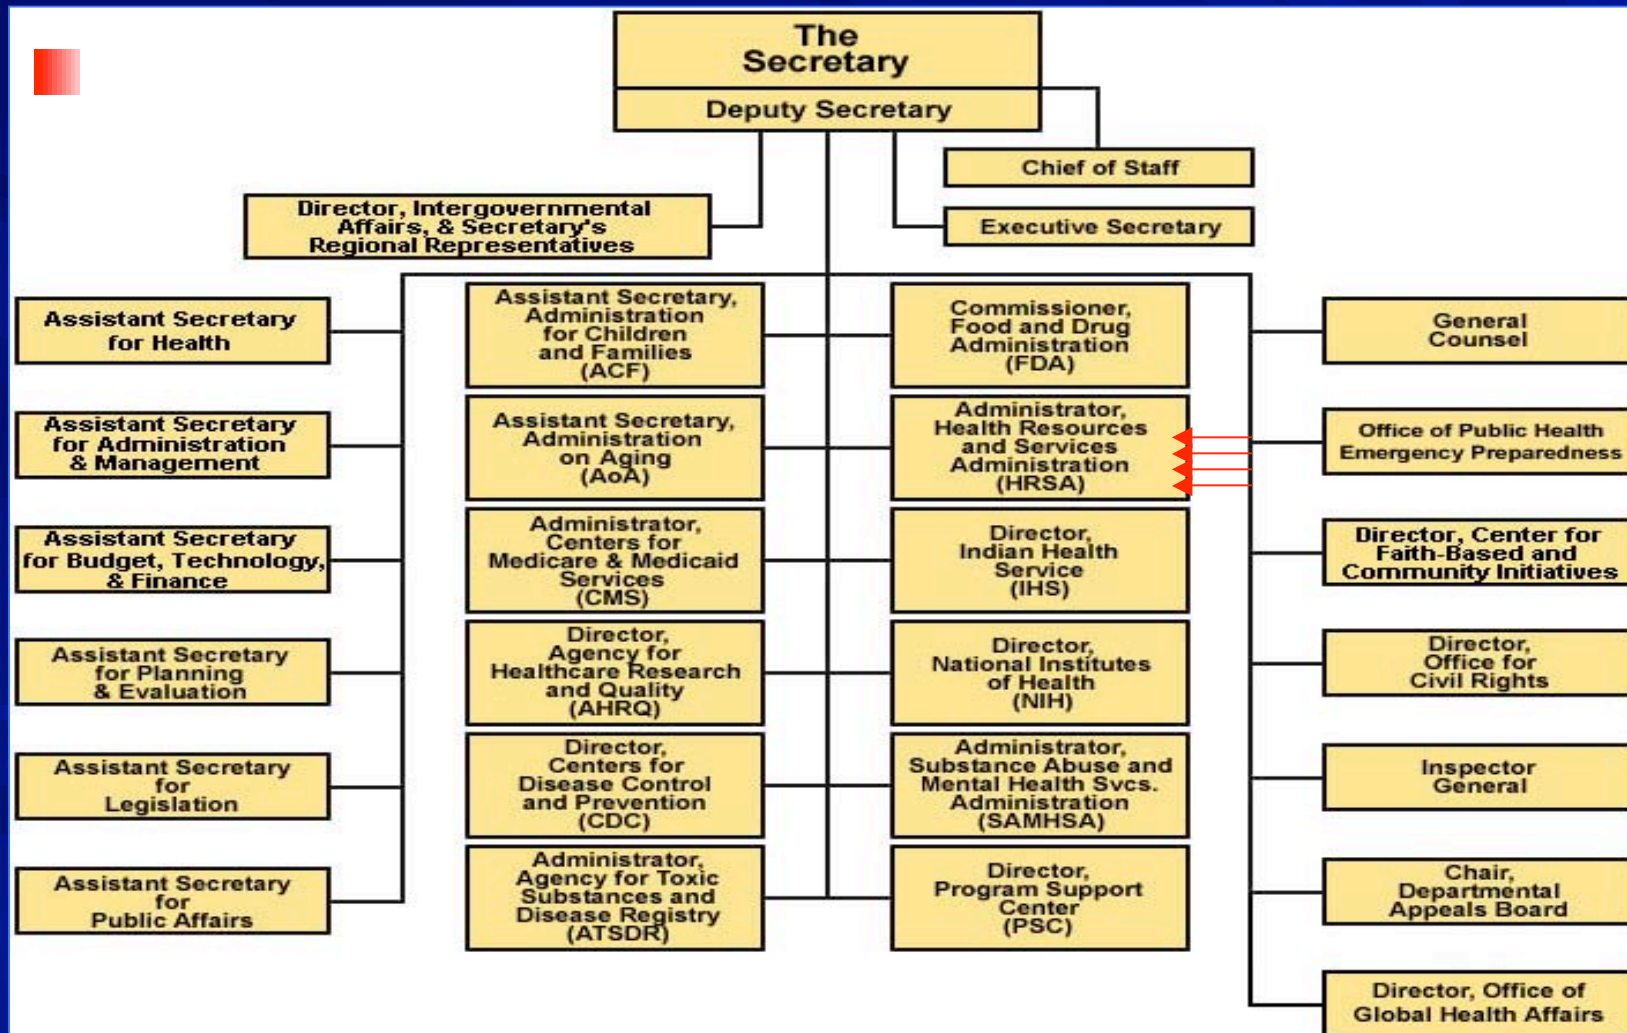 The
Secretary
Deputy Secretary
Chief of Staff
Director, Intergovernmental
Affairs, & Secretary's
Regional Representatives
Executive Secretary
Assistant Secretary
for Health
Assistant Secretary
for Administration
& Management
Assistant Secretary
for Budget, Technology,
& Finance
Assistant Secretary
for Planning
& Evaluation
Assistant Secretary
for
Legislation
Assistant Secretary
for
Public Affairs
Assistant Secretary,
Administration
for Children
and Families
(ACF)
Assistant Secretary,
Administration
on Aging
(AoA)
Administrator,
Centers for
Medicare & Medicaid
Services
(CMS)
Director,
Agency for
Healthcare Research
and Quality
(AHRQ)
Director,
Centers for
Disease Control
and Prevention
(CDC)
Administrator,
Agency for Toxic
Substances and
Disease Registry
(ATSDR)
Commissioner,
Food and Drug
Administration
(FDA)
Administrator,
Health Resources
and Services
Administration
(HRSA)
Director,
Indian Health
Service
(IHS)
Director,
National Institutes
of Health
(NIH)
Administrator,
Substance Abuse and
Mental Health Svcs.
Administration
(SAMHSA)
Director,
Program Support
Center
(PSC)
General
Counsel
Office of Public Health
Emergency Preparedness
Director, Center for
Faith-Based and
Community Initiatives
Director,
Office for
Civil Rights
Inspector
General
Chair,
Departmental
Appeals Board
Director, Office of
Global Health Affairs